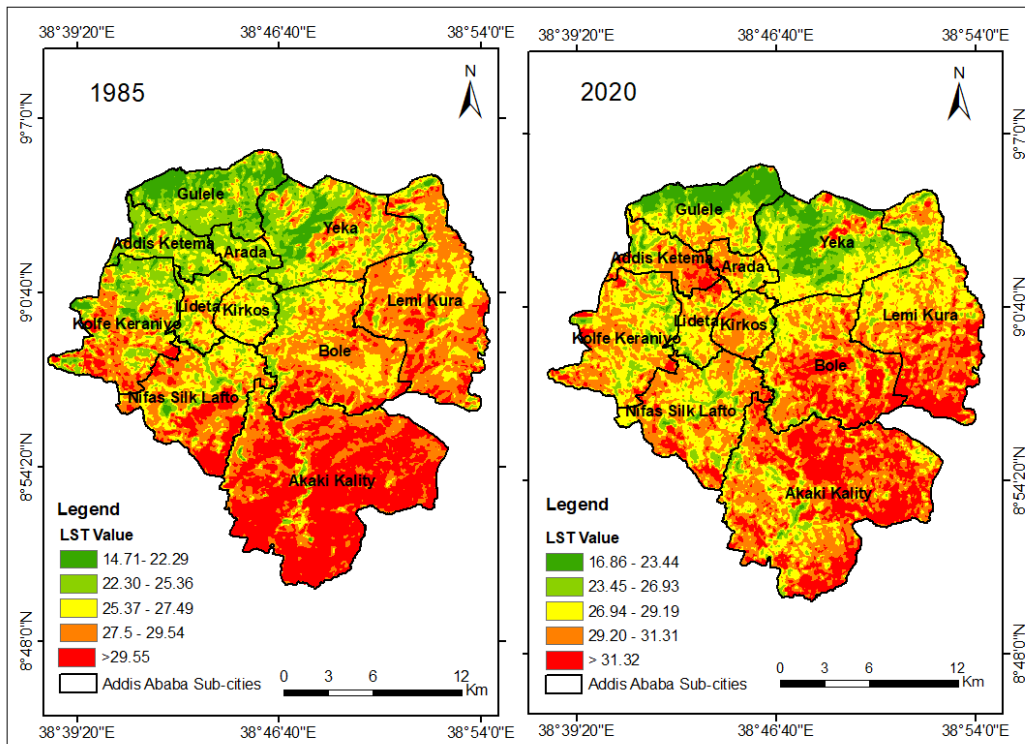 38°39'20"E 38°46'40"E 38°54'0"E
1985
N
9°7'0"N
9°0'40"N
8°54'20"N
8°48'0"N
Gulele
Yeka
Addis Ketema
Arada
Lideta
Kirkos
Lemi Kura
Kolfe Keraniyo
Bole
Nifas Silk Lafto
Akaki Kality
Legend
LST Value
14.71- 22.29
22.30 - 25.36
25.37 - 27.49
27.5 - 29.54
>29.55
Addis Ababa Sub-cities
0 3 6 12
Km
38°39'20"E 38°46'40"E 38°54'0"E
38°39'20"E 38°46'40"E 38°54'0"E
2020
N
9°7'0"N
9°0'40"N
8°54'20"N
8°48'0"N
Gulele
Yeka
Addis Ketema
Arada
Lideta
Kirkos
Lemi Kura
Kolfe Keraniyo
Bole
Nifas Silk Lafto
Akaki Kality
Legend
LST Value
16.86 - 23.44
23.45 - 26.93
26.94 - 29.19
29.20 - 31.31
> 31.32
Addis Ababa Sub-cities
0 3 6 12
Km
38°39'20"E 38°46'40"E 38°54'0"E